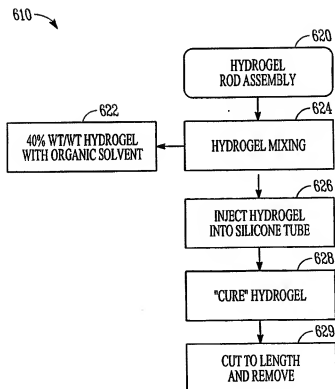 610
620
HYDROGEL
ROD ASSEMBLY
622
624
40% WT/WT HYDROGEL
WITH ORGANIC SOLVENT
HYDROGEL MIXING
626
INJECT HYDROGEL
INTO SILICONE TUBE
628
"CURE" HYDROGEL
629
CUT TO LENGTH
AND REMOVE